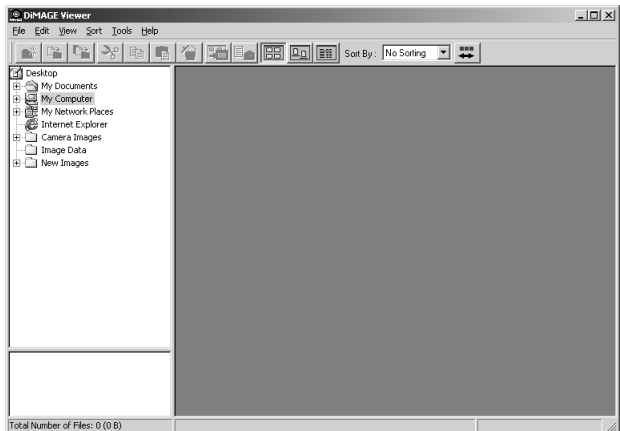 DiMAGE Viewer
File Edit View Sort Tools Help
Sort By : No Sorting
Desktop
My Documents
My Computer
My Network Places
Internet Explorer
Camera Images
Image Data
New Images
Total Number of Files: 0 (0 B)